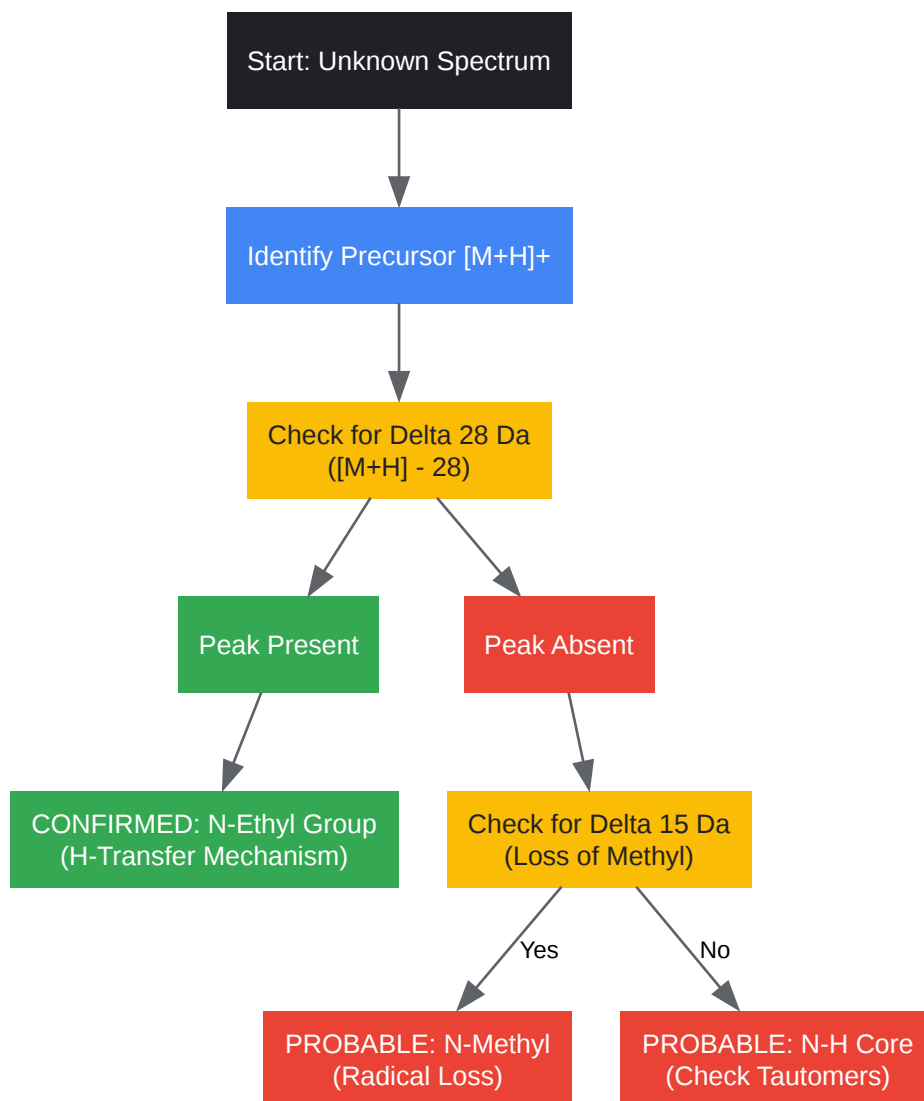 Start: Unknown Spectrum
Identify Precursor [M+H]+
Check for Delta 28 Da
([M+H] - 28)
Peak Present
Peak Absent
CONFIRMED: N-Ethyl Group
(H-Transfer Mechanism)
Check for Delta 15 Da
(Loss of Methyl)
Yes
No
PROBABLE: N-Methyl
(Radical Loss)
PROBABLE: N-H Core
(Check Tautomers)